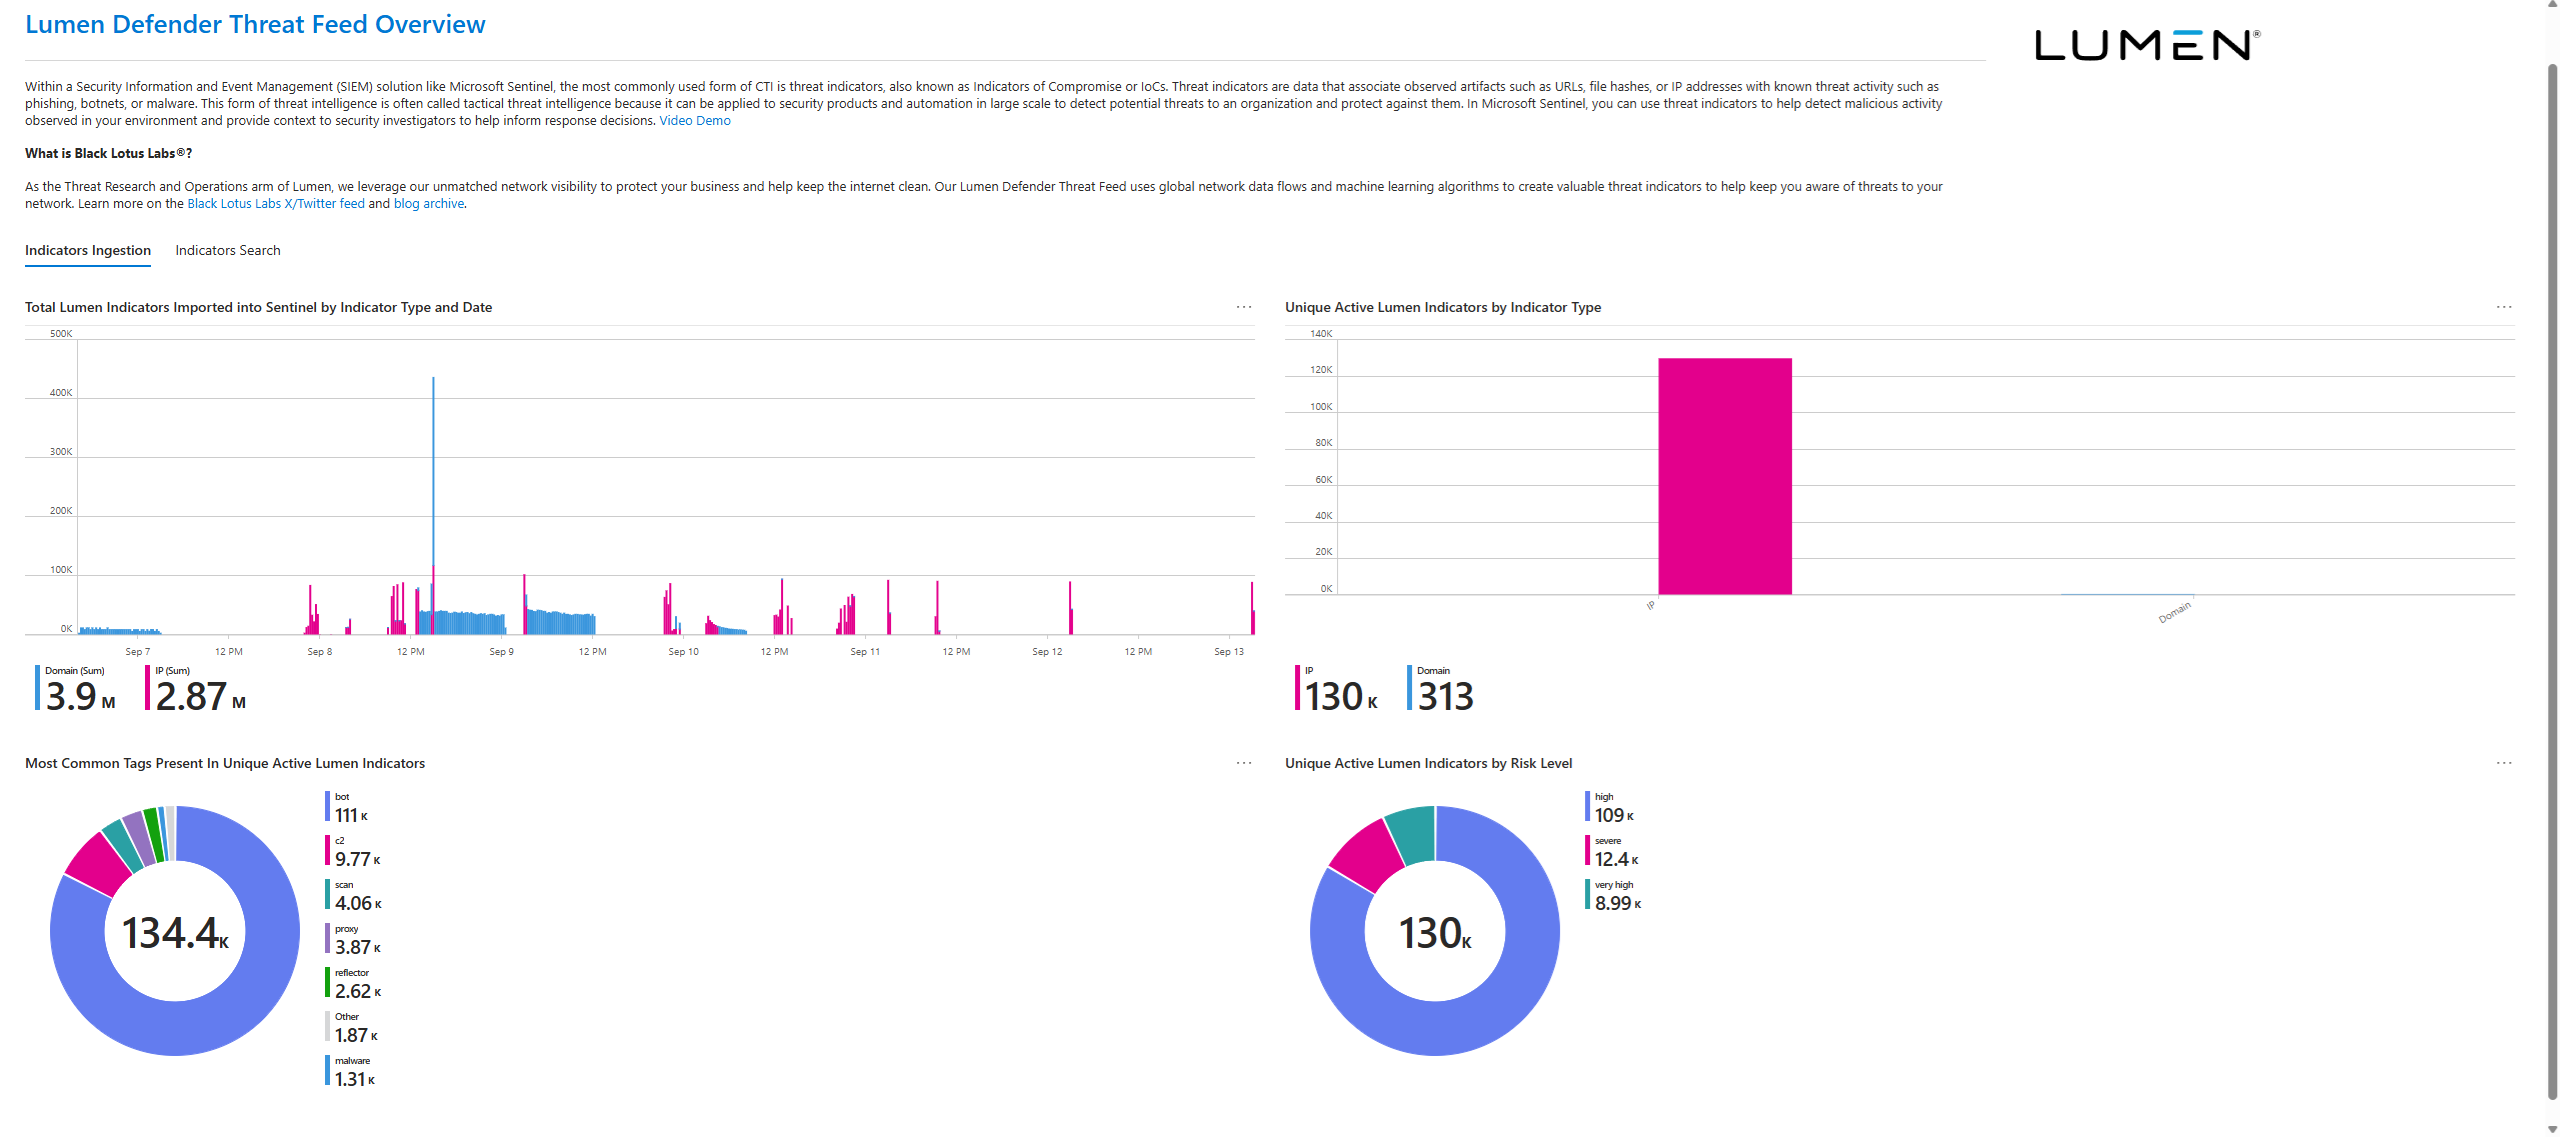 Lumen Defender Threat Feed Overview
LUMEN®
Within a Security Information and Event Management (SIEM) solution like Microsoft Sentinel, the most commonly used form of CTI is threat indicators, also known as Indicators of Compromise or IoCs. Threat indicators are data that associate observed artifacts such as URLs, file hashes, or IP addresses with known threat activity such as
phishing, botnets, or malware. This form of threat intelligence is often called tactical threat intelligence because it can be applied to security products and automation in large scale to detect potential threats to an organization and protect against them. In Microsoft Sentinel, you can use threat indicators to help detect malicious activity
observed in your environment and provide context to security investigators to help inform response decisions. Video Demo
What is Black Lotus Labs®?
As the Threat Research and Operations arm of Lumen, we leverage our unmatched network visibility to protect your business and help keep the internet clean. Our Lumen Defender Threat Feed uses global network data flows and machine learning algorithms to create valuable threat indicators to help keep you aware of threats to your
network. Learn more on the Black Lotus Labs X/Twitter feed and blog archive.
Indicators Ingestion
Indicators Search
Total Lumen Indicators Imported into Sentinel by Indicator Type and Date
500K
400K
300K
200K
100K
0K
Sep 7
12 PM
Sep 8
12 PM
Sep 9
12 PM
Sep 10
12 PM
Sep 11
12 PM
Sep 12
12 PM
Sep 13
Domain (Sum)
3.9 M
IP (Sum)
2.87 M
Unique Active Lumen Indicators by Indicator Type
140K
120K
100K
80K
60K
40K
20K
0K
IP
Domain
IP
130 K
Domain
313
Most Common Tags Present In Unique Active Lumen Indicators
134.4K
bot
111 K
c2
9.77 K
scan
4.06 K
proxy
3.87 K
reflector
2.62 K
Other
1.87 K
malware
1.31 K
Unique Active Lumen Indicators by Risk Level
130K
high
109 K
severe
12.4 K
very high
8.99 K